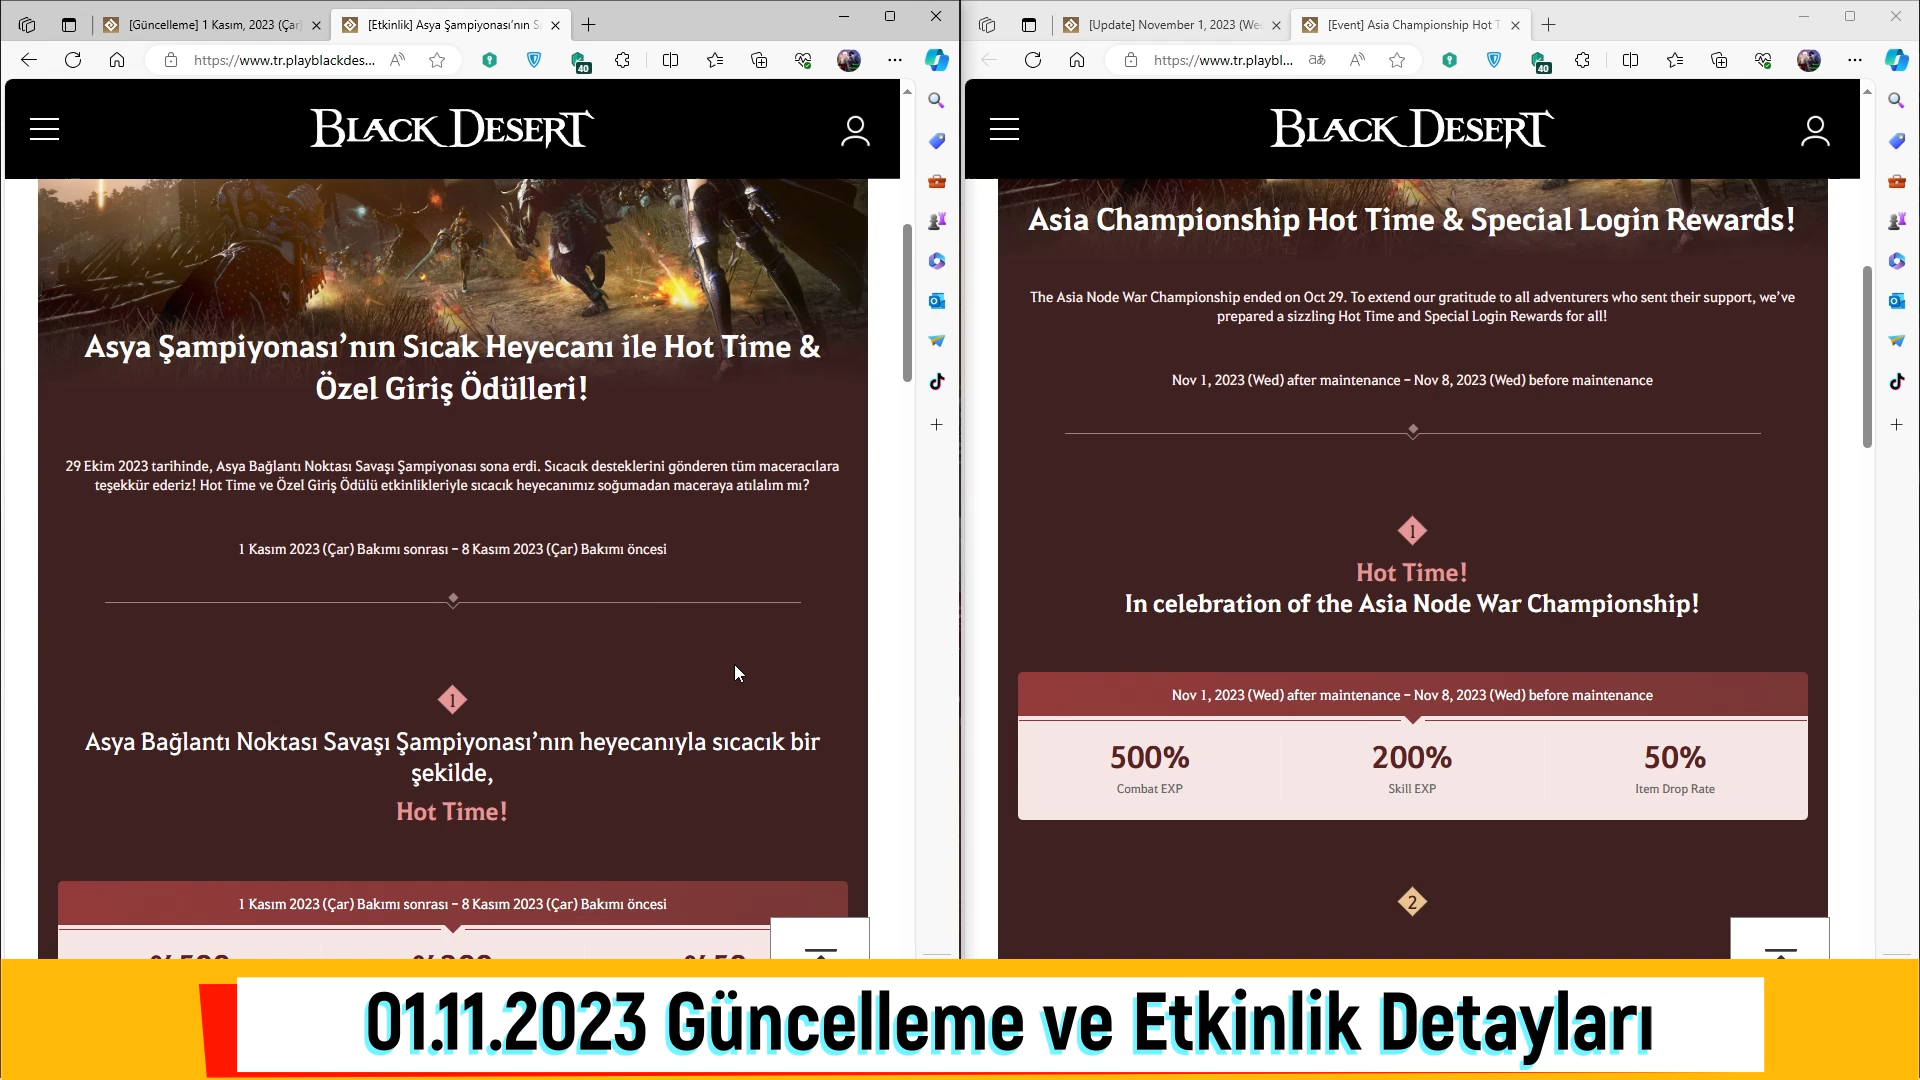 [Güncelleme] 1 Kasım, 2023 (Çar
[Etkinlik] Asya Şampiyonası'nın S
https://www.tr.playblackdes...
40
BLACK DESERT
Asya Şampiyonası'nın Sıcak Heyecanı ile Hot Time &
Özel Giriş Ödülleri!
29 Ekim 2023 tarihinde, Asya Bağlantı Noktası Savaşı Şampiyonası sona erdi. Sıcacık desteklerini gönderen tüm maceracılara
teşekkür ederiz! Hot Time ve Özel Giriş Ödülü etkinlikleriyle sıcacık heyecanımız soğumadan maceraya atılalım mı?
1 Kasım 2023 (Çar) Bakımı sonrası – 8 Kasım 2023 (Çar) Bakımı öncesi
1
Asya Bağlantı Noktası Savaşı Şampiyonası'nın heyecanıyla sıcacık bir
şekilde,
Hot Time!
1 Kasım 2023 (Çar) Bakımı sonrası – 8 Kasım 2023 (Çar) Bakımı öncesi
[Update] November 1, 2023 (We
[Event] Asia Championship Hot T
https://www.tr.playbl...
40
BLACK DESERT
Asia Championship Hot Time & Special Login Rewards!
The Asia Node War Championship ended on Oct 29. To extend our gratitude to all adventurers who sent their support, we've
prepared a sizzling Hot Time and Special Login Rewards for all!
Nov 1, 2023 (Wed) after maintenance – Nov 8, 2023 (Wed) before maintenance
1
Hot Time!
In celebration of the Asia Node War Championship!
Nov 1, 2023 (Wed) after maintenance – Nov 8, 2023 (Wed) before maintenance
500% 200% 50%
Combat EXP Skill EXP Item Drop Rate
2
01.11.2023 Güncelleme ve Etkinlik Detayları